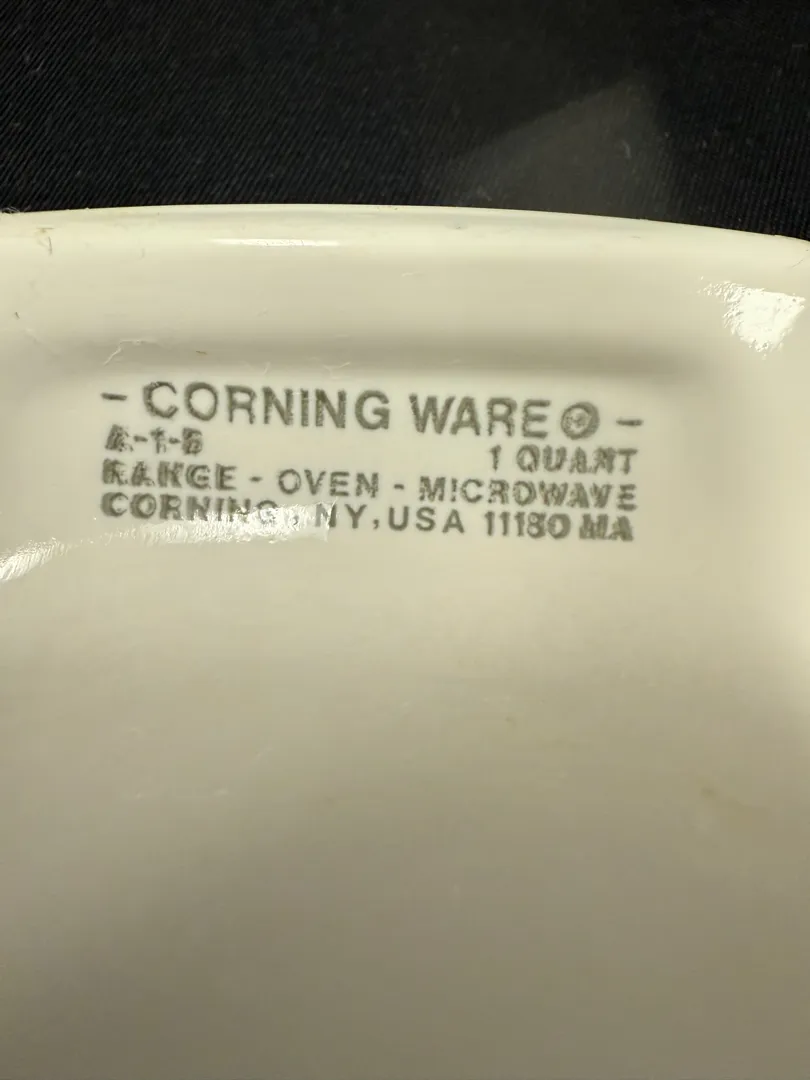 - CORNING WARE ® -
A-1-B
1 QUART
RANGE - OVEN - MICROWAVE
CORNING, NY, USA 11180 MA